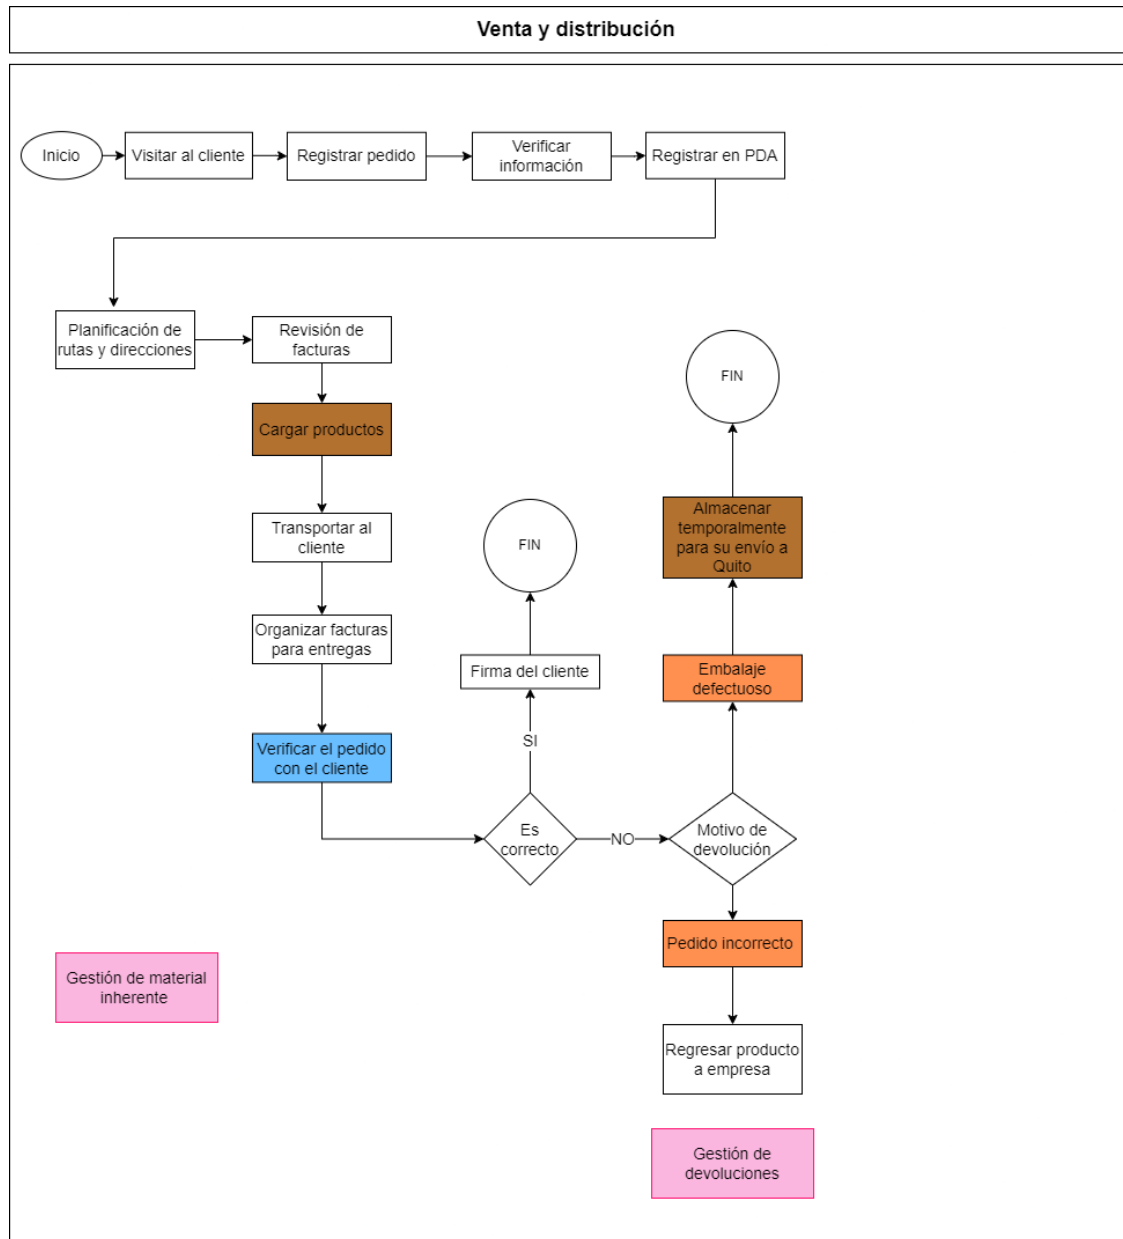 Venta y distribución
Inicio
Visitar al cliente
Registrar pedido
Verificar
información
Registrar en PDA
Planificación de
rutas y direcciones
Revisión de
facturas
Cargar productos
Transportar al
cliente
Organizar facturas
para entregas
Verificar el pedido
con el cliente
Es
correcto
SI
Firma del cliente
FIN
NO
Motivo de
devolución
Embalaje
defectuoso
Almacenar
temporalmente
para su envío a
Quito
FIN
Pedido incorrecto
Regresar producto
a empresa
Gestión de material
inherente
Gestión de
devoluciones